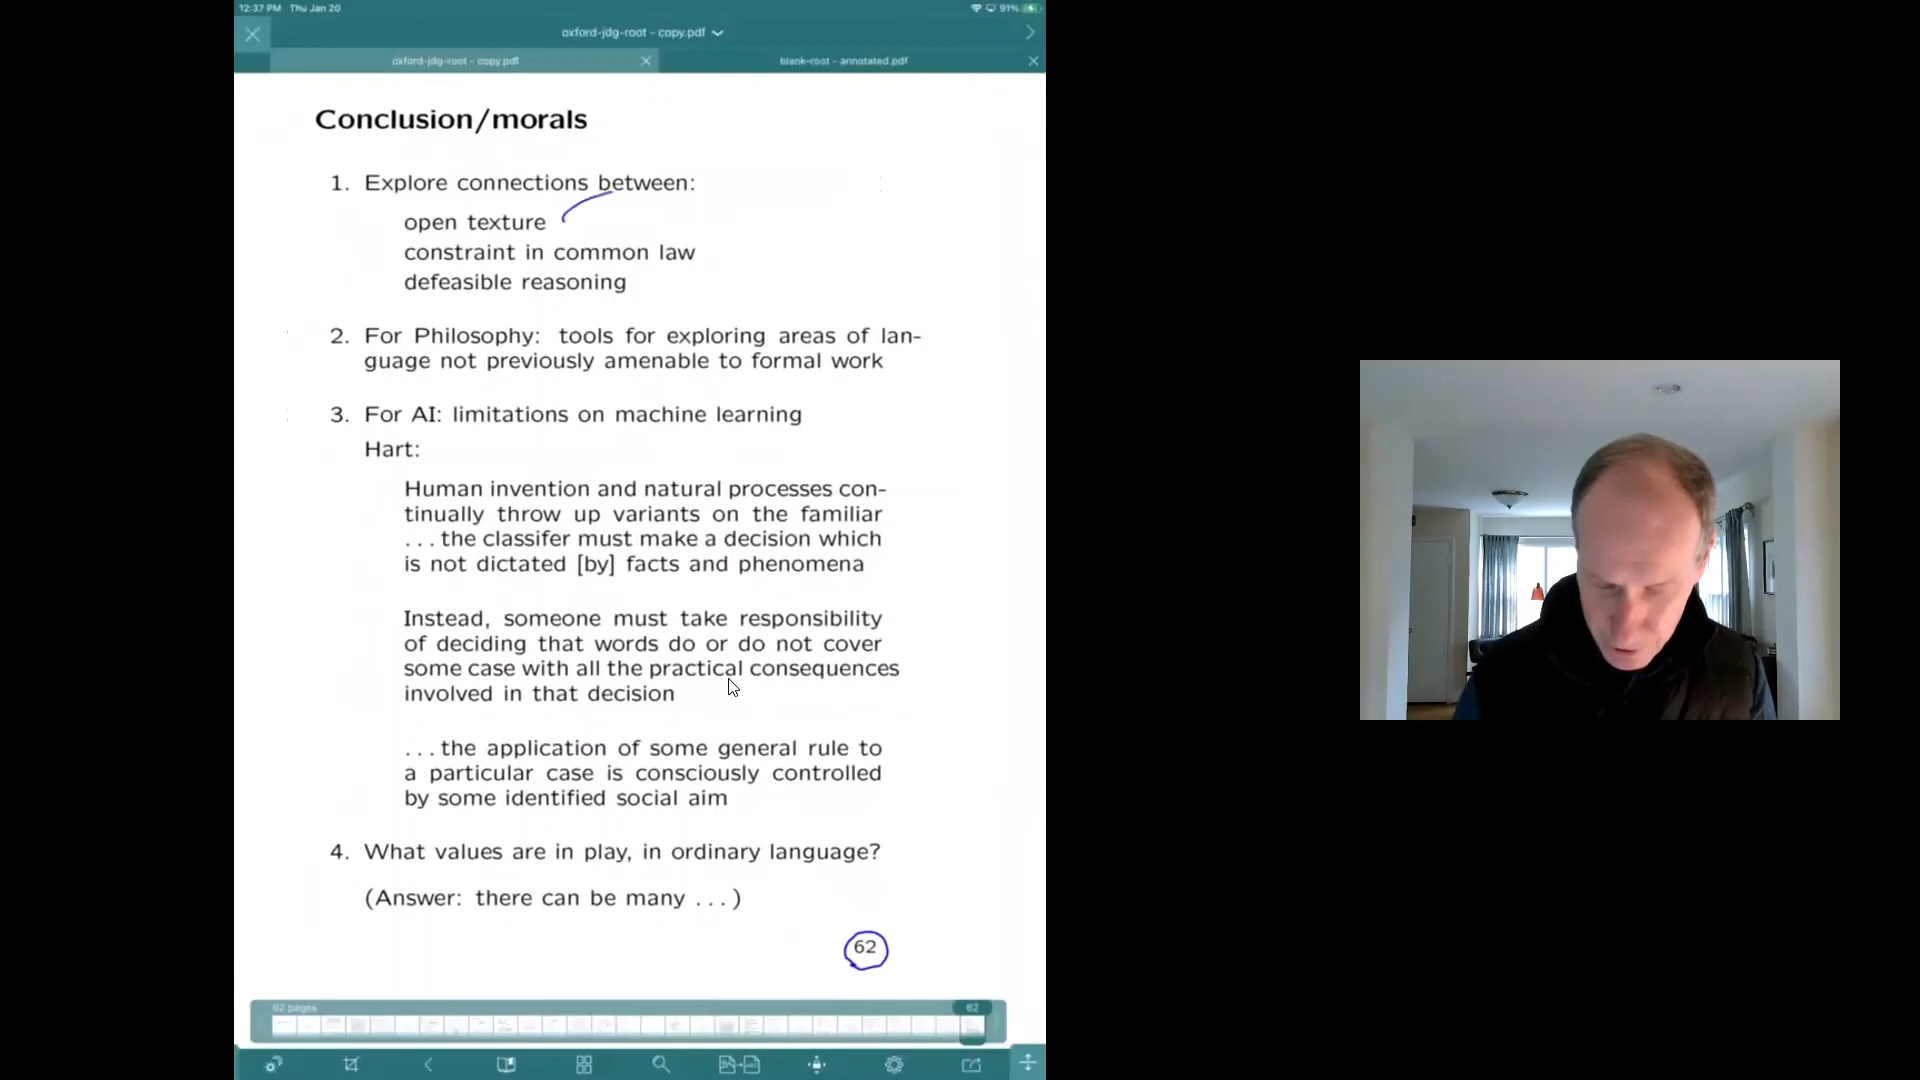 12:37 PM Thu Jan 20
91%
oxford-jdg-root – copy.pdf
oxford-jdg-root – copy.pdf
blank-root – annotated.pdf
Conclusion/morals
1. Explore connections between:
open texture
constraint in common law
defeasible reasoning
2. For Philosophy: tools for exploring areas of lan-
guage not previously amenable to formal work
3. For AI: limitations on machine learning
Hart:
Human invention and natural processes con-
tinually throw up variants on the familiar
...the classifer must make a decision which
is not dictated [by] facts and phenomena
Instead, someone must take responsibility
of deciding that words do or do not cover
some case with all the practical consequences
involved in that decision
...the application of some general rule to
a particular case is consciously controlled
by some identified social aim
4. What values are in play, in ordinary language?
(Answer: there can be many ...)
62
62 pages
62